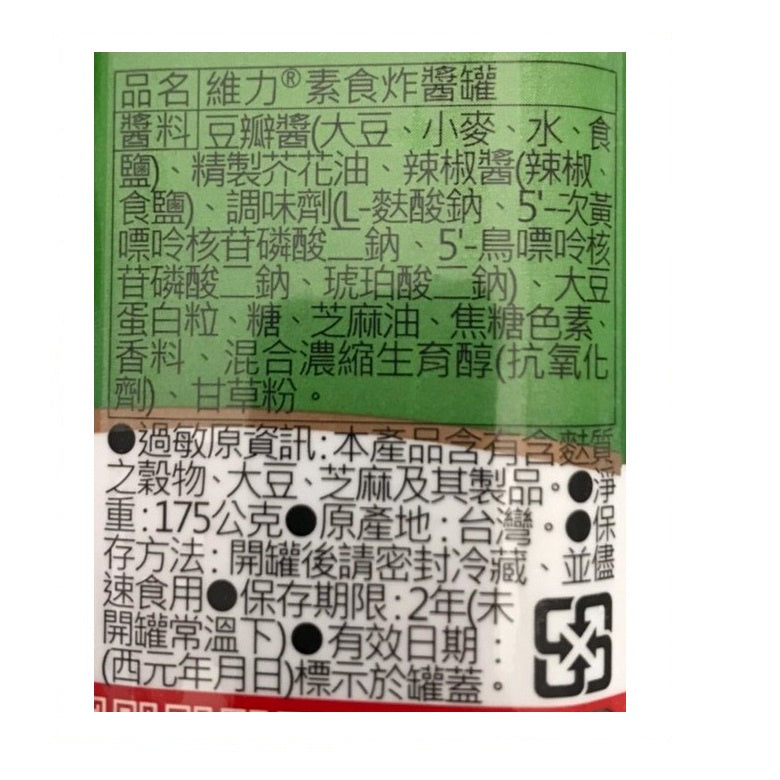 品名 維力®素食炸醬罐
醬料 豆瓣醬(大豆、小麥、水、食
鹽)、精製芥花油、辣椒醬(辣椒、
食鹽)、調味劑(L-麩酸鈉、5'-次黃
嘌呤核苷磷酸二鈉、5'-鳥嘌呤核
苷磷酸二鈉、琥珀酸二鈉)、大豆
蛋白粒、糖、芝麻油、焦糖色素、
香料、混合濃縮生育醇(抗氧化
劑)、甘草粉。
●過敏原資訊:本產品含有含麩質
之穀物、大豆、芝麻及其製品。●淨
重:175公克●原產地:台灣。●保
存方法:開罐後請密封冷藏、並儘
速食用●保存期限:2年(未
開罐常溫下)●有效日期:
(西元年月日)標示於罐蓋。